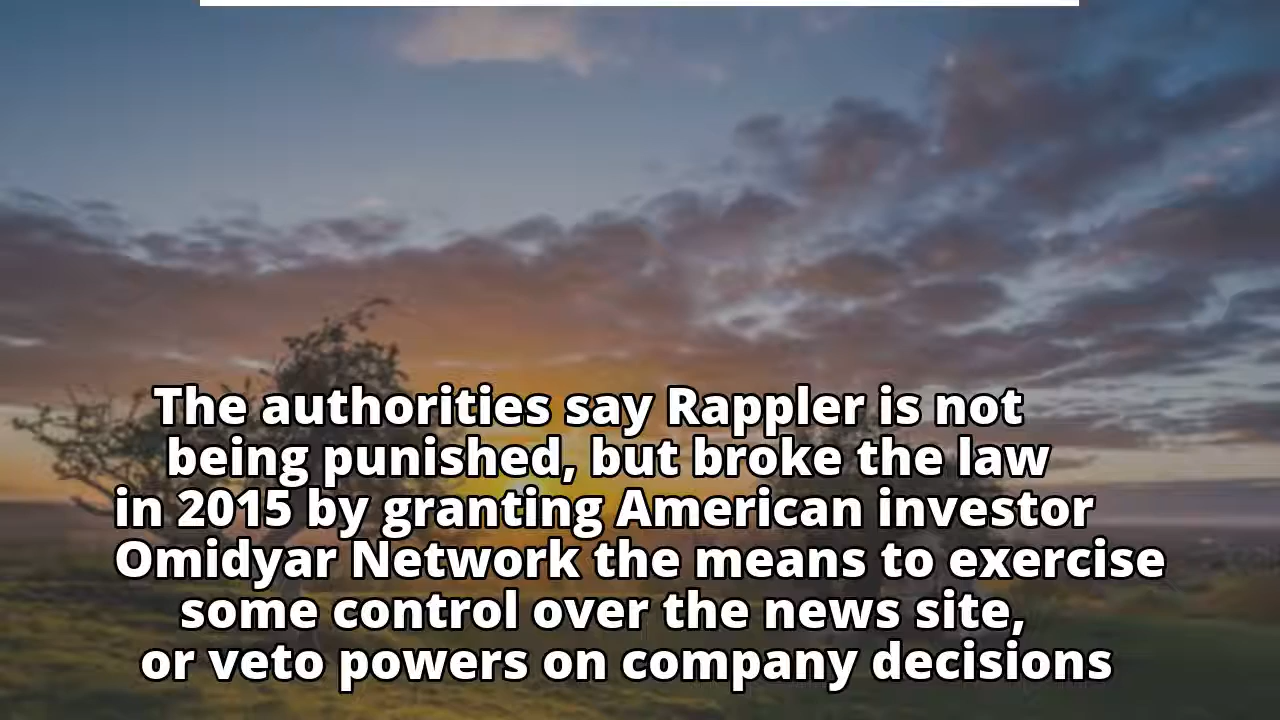 The authorities say Rappler is not
being punished, but broke the law
in 2015 by granting American investor
Omidyar Network the means to exercise
some control over the news site,
or veto powers on company decisions